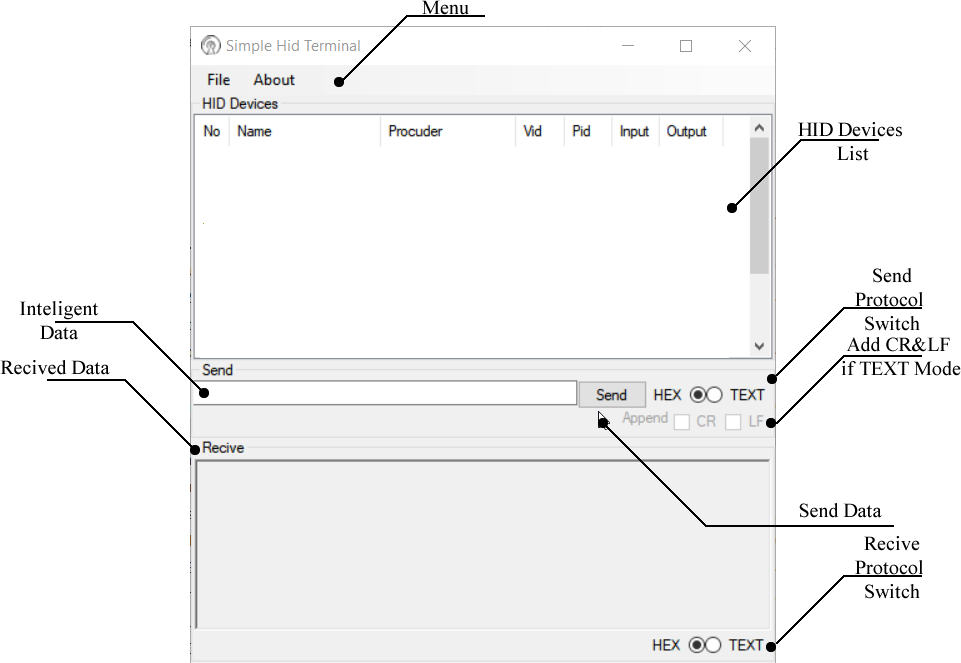 Menu
Simple Hid Terminal
File About
HID Devices
No Name Procuder Vid Pid Input Output
HID Devices
List
Send
Protocol
Switch
Inteligent
Data
Add CR&LF
if TEXT Mode
Recived Data
Send
Send HEX TEXT
Append CR LF
Recive
Send Data
Recive
Protocol
Switch
HEX TEXT